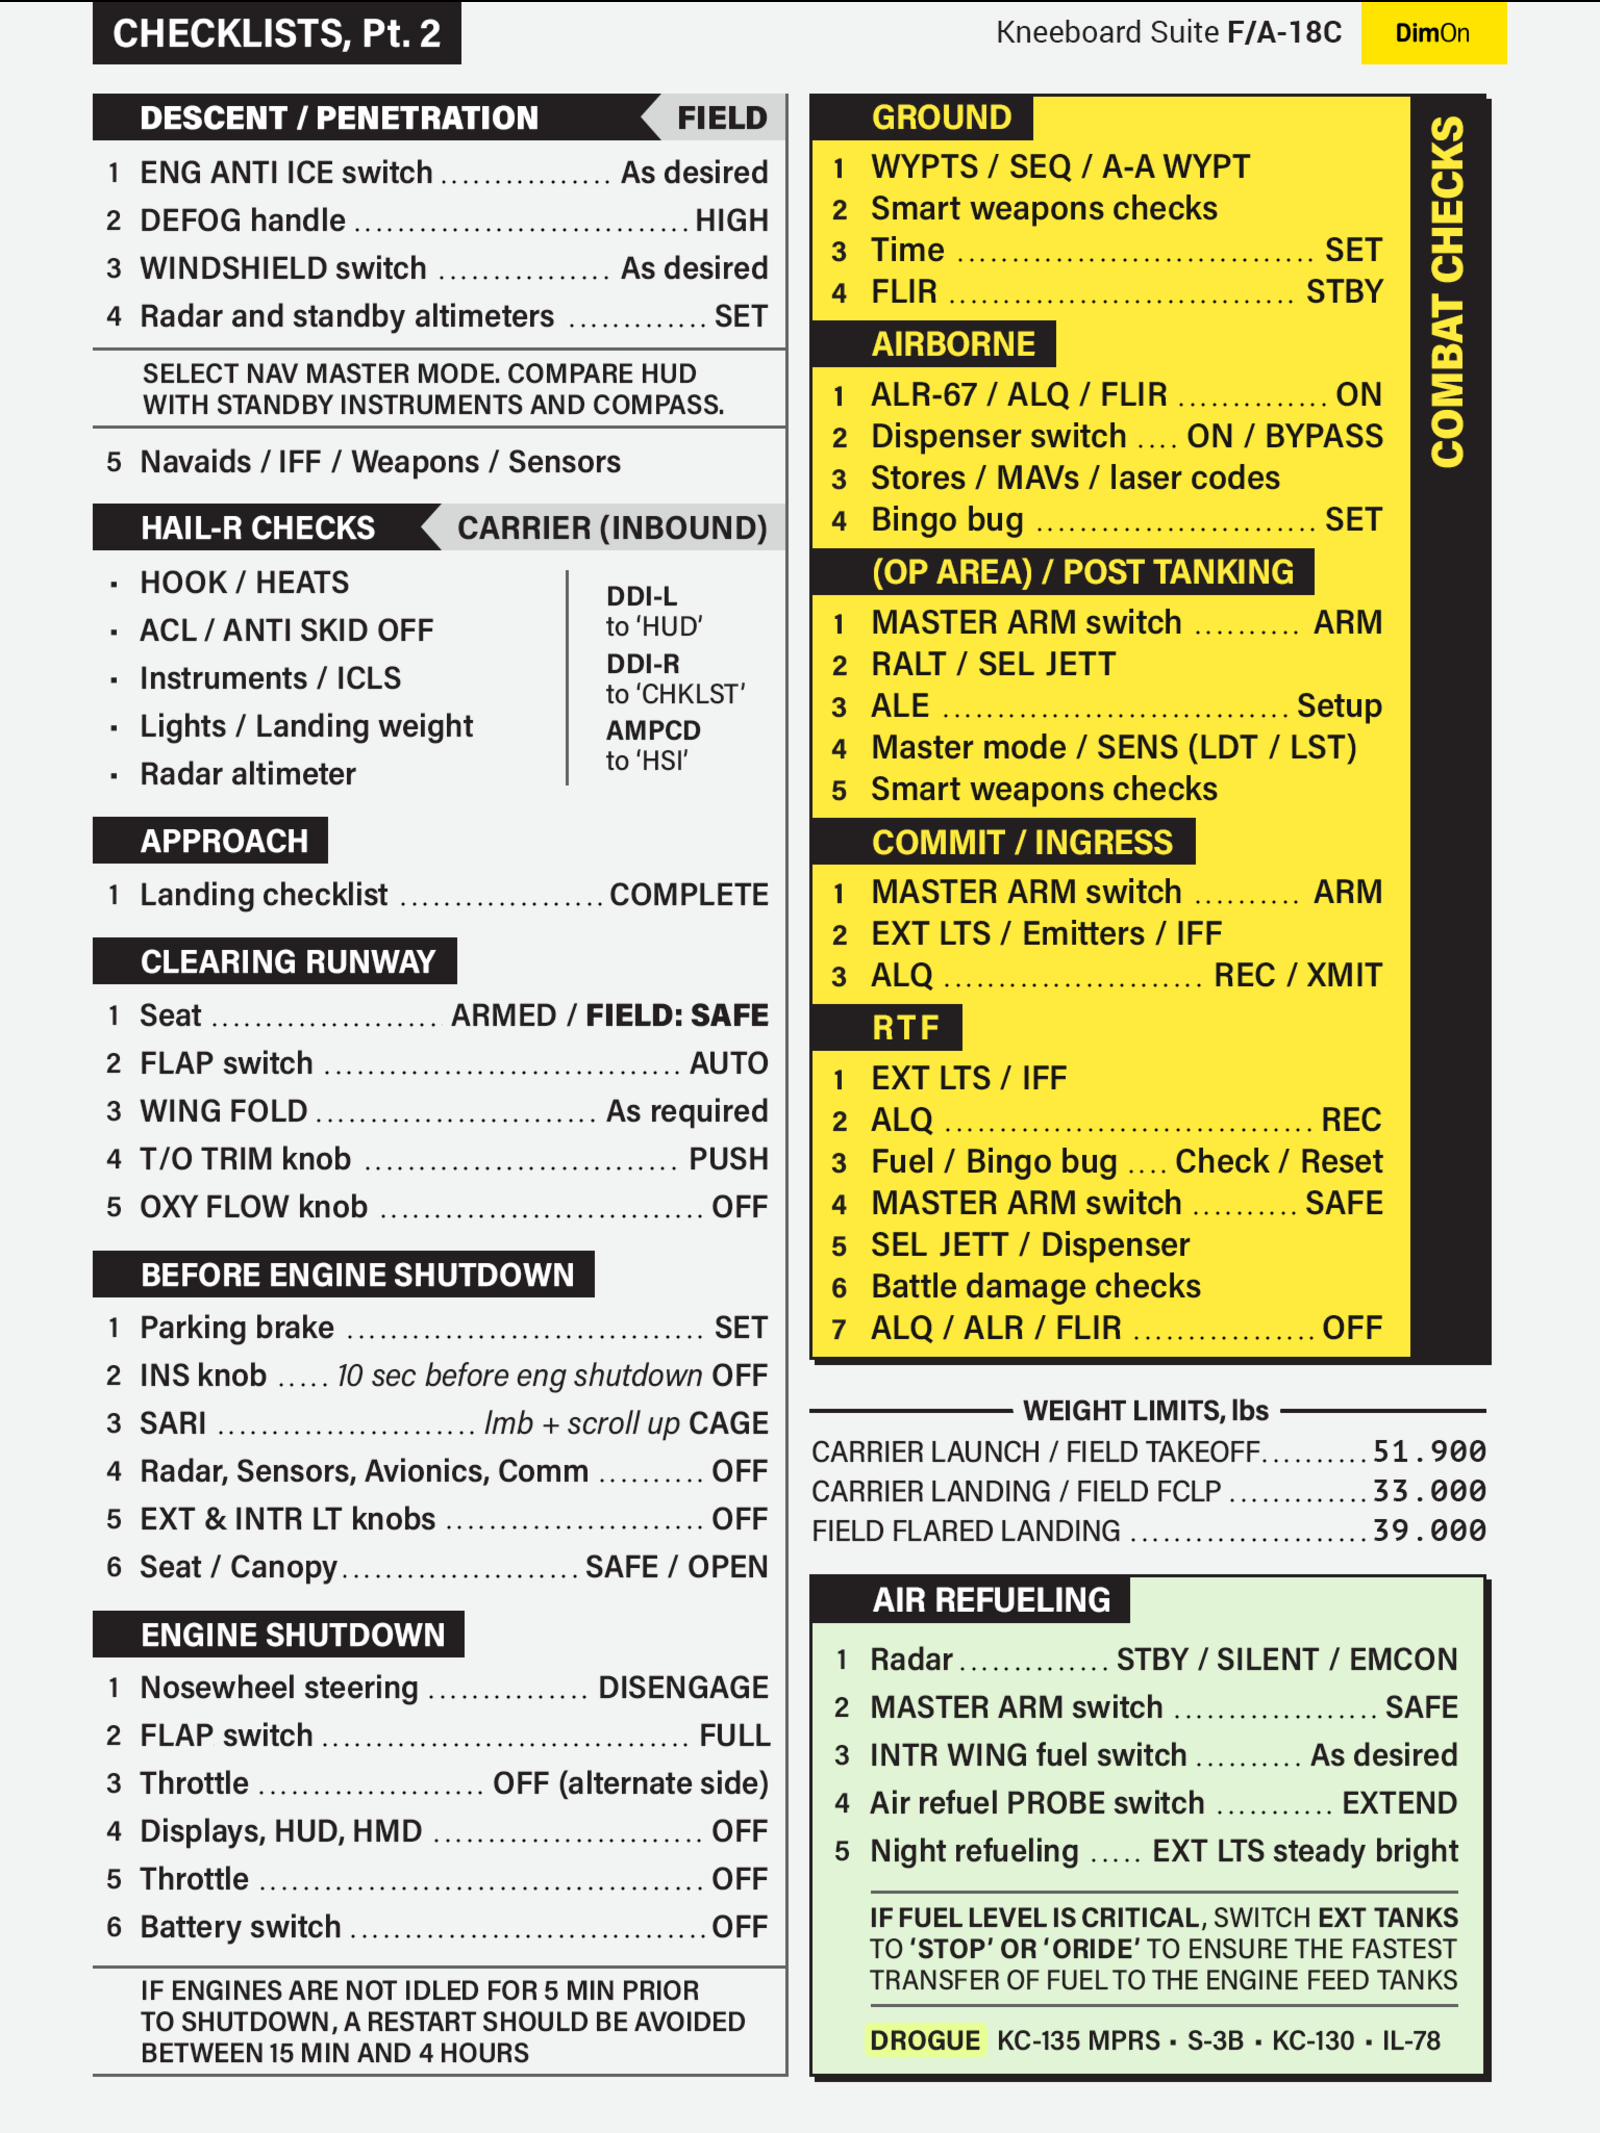 CHECKLISTS, Pt. 2
Kneeboard Suite F/A-18C
DimOn
DESCENT / PENETRATION
FIELD
1 ENG ANTI ICE switch ................ As desired
2 DEFOG handle ............................... HIGH
3 WINDSHIELD switch ................ As desired
4 Radar and standby altimeters ............. SET
SELECT NAV MASTER MODE. COMPARE HUD
WITH STANDBY INSTRUMENTS AND COMPASS.
5 Navaids / IFF / Weapons / Sensors
HAIL-R CHECKS
CARRIER (INBOUND)
▪ HOOK / HEATS
▪ ACL / ANTI SKID OFF
▪ Instruments / ICLS
▪ Lights / Landing weight
▪ Radar altimeter
DDI-L
to ‘HUD’
DDI-R
to ‘CHKLST’
AMPCD
to ‘HSI’
APPROACH
1 Landing checklist ................... COMPLETE
CLEARING RUNWAY
1 Seat ..................... ARMED / FIELD: SAFE
2 FLAP switch ................................. AUTO
3 WING FOLD .......................... As required
4 T/O TRIM knob ............................. PUSH
5 OXY FLOW knob .............................. OFF
BEFORE ENGINE SHUTDOWN
1 Parking brake ................................. SET
2 INS knob ..... 10 sec before eng shutdown OFF
3 SARI ........................ lmb + scroll up CAGE
4 Radar, Sensors, Avionics, Comm .......... OFF
5 EXT & INTR LT knobs ........................ OFF
6 Seat / Canopy...................... SAFE / OPEN
ENGINE SHUTDOWN
1 Nosewheel steering ............... DISENGAGE
2 FLAP switch .................................. FULL
3 Throttle ..................... OFF (alternate side)
4 Displays, HUD, HMD ......................... OFF
5 Throttle ......................................... OFF
6 Battery switch ................................. OFF
IF ENGINES ARE NOT IDLED FOR 5 MIN PRIOR
TO SHUTDOWN, A RESTART SHOULD BE AVOIDED
BETWEEN 15 MIN AND 4 HOURS
COMBAT CHECKS
GROUND
1 WYPTS / SEQ / A-A WYPT
2 Smart weapons checks
3 Time ................................. SET
4 FLIR ................................ STBY
AIRBORNE
1 ALR-67 / ALQ / FLIR .............. ON
2 Dispenser switch .... ON / BYPASS
3 Stores / MAVs / laser codes
4 Bingo bug .......................... SET
(OP AREA) / POST TANKING
1 MASTER ARM switch .......... ARM
2 RALT / SEL JETT
3 ALE ................................ Setup
4 Master mode / SENS (LDT / LST)
5 Smart weapons checks
COMMIT / INGRESS
1 MASTER ARM switch .......... ARM
2 EXT LTS / Emitters / IFF
3 ALQ ........................ REC / XMIT
RTF
1 EXT LTS / IFF
2 ALQ .................................. REC
3 Fuel / Bingo bug .... Check / Reset
4 MASTER ARM switch .......... SAFE
5 SEL JETT / Dispenser
6 Battle damage checks
7 ALQ / ALR / FLIR ................. OFF
WEIGHT LIMITS, lbs
CARRIER LAUNCH / FIELD TAKEOFF..........51.900
CARRIER LANDING / FIELD FCLP .............33.000
FIELD FLARED LANDING ......................39.000
AIR REFUELING
1 Radar .............. STBY / SILENT / EMCON
2 MASTER ARM switch ................... SAFE
3 INTR WING fuel switch .......... As desired
4 Air refuel PROBE switch ........... EXTEND
5 Night refueling ..... EXT LTS steady bright
IF FUEL LEVEL IS CRITICAL, SWITCH EXT TANKS
TO ‘STOP’ OR ‘ORIDE’ TO ENSURE THE FASTEST
TRANSFER OF FUEL TO THE ENGINE FEED TANKS
DROGUE KC-135 MPRS ▪ S-3B ▪ KC-130 ▪ IL-78